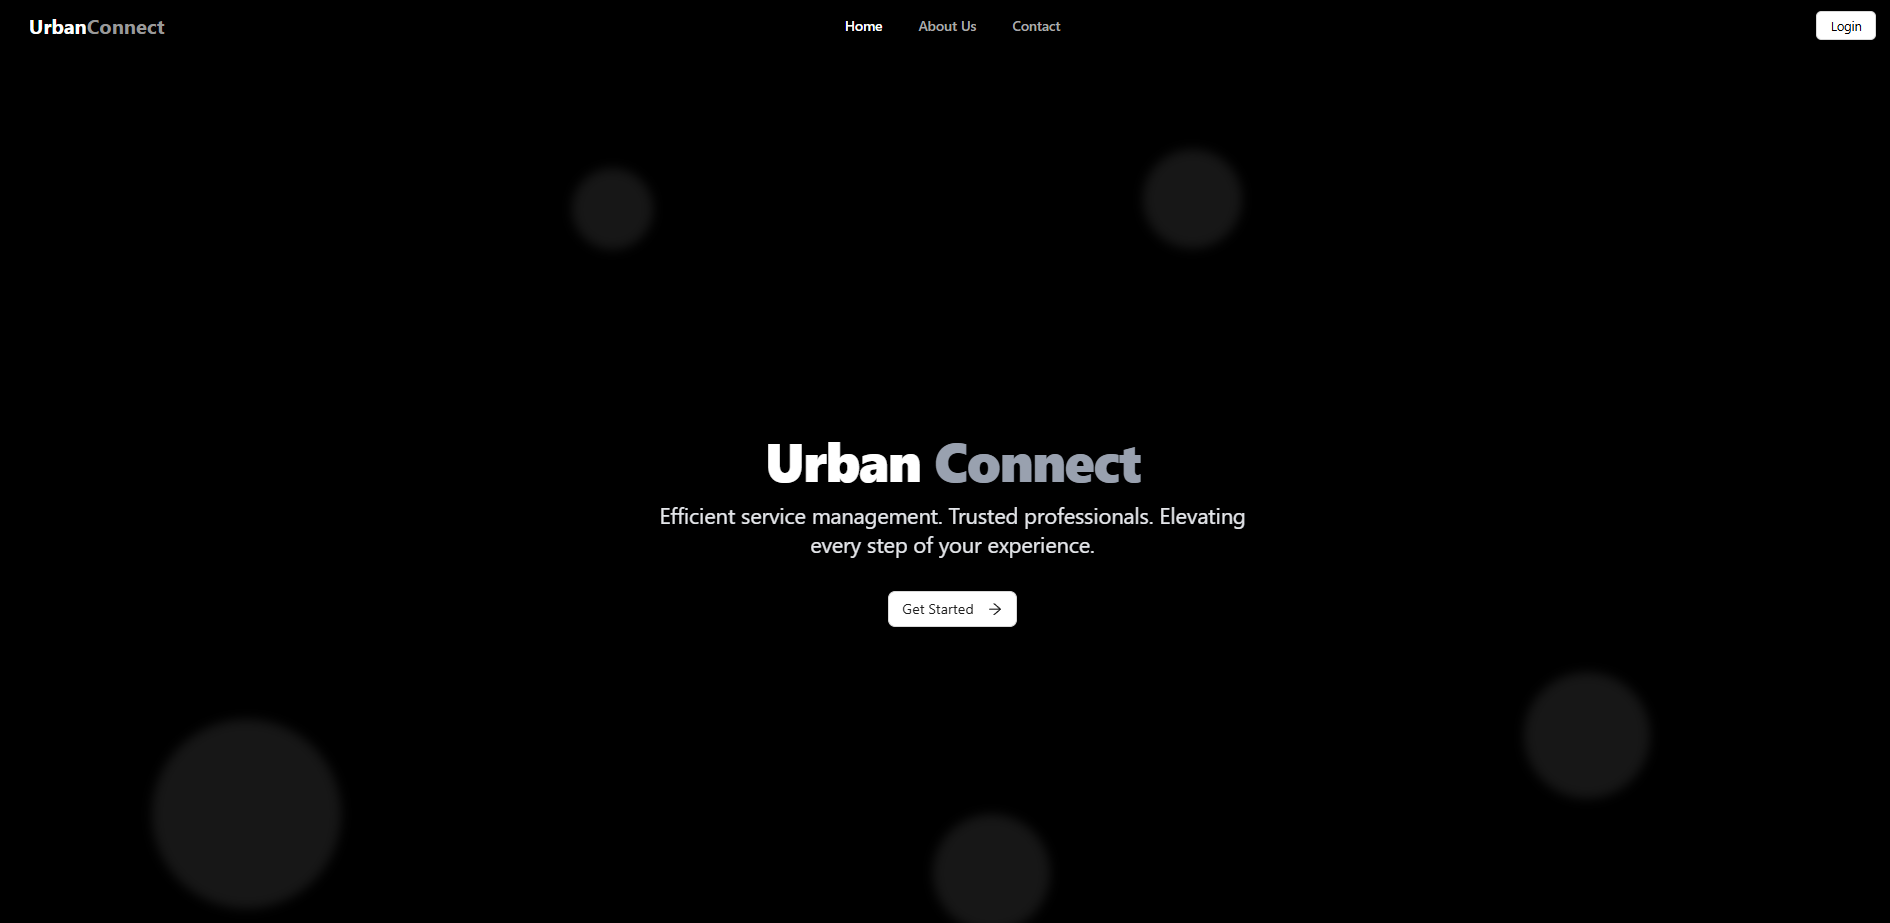 UrbanConnect
Home
About Us
Contact
Login
Urban Connect
Efficient service management. Trusted professionals. Elevating
every step of your experience.
Get Started